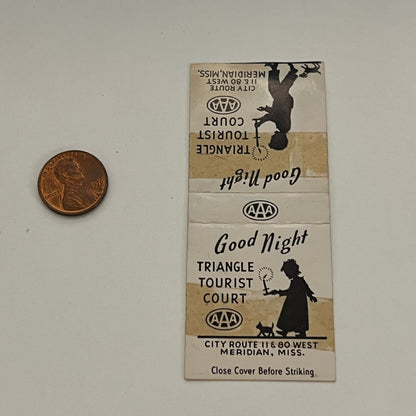 CITY ROUTE
11 & 80 WEST
MERIDIAN, MISS.
AAA
TRIANGLE
TOURIST
COURT
Good Night
AAA
Good Night
TRIANGLE
TOURIST
COURT
AAA
CITY ROUTE 11 & 80 WEST
MERIDIAN, MISS.
Close Cover Before Striking